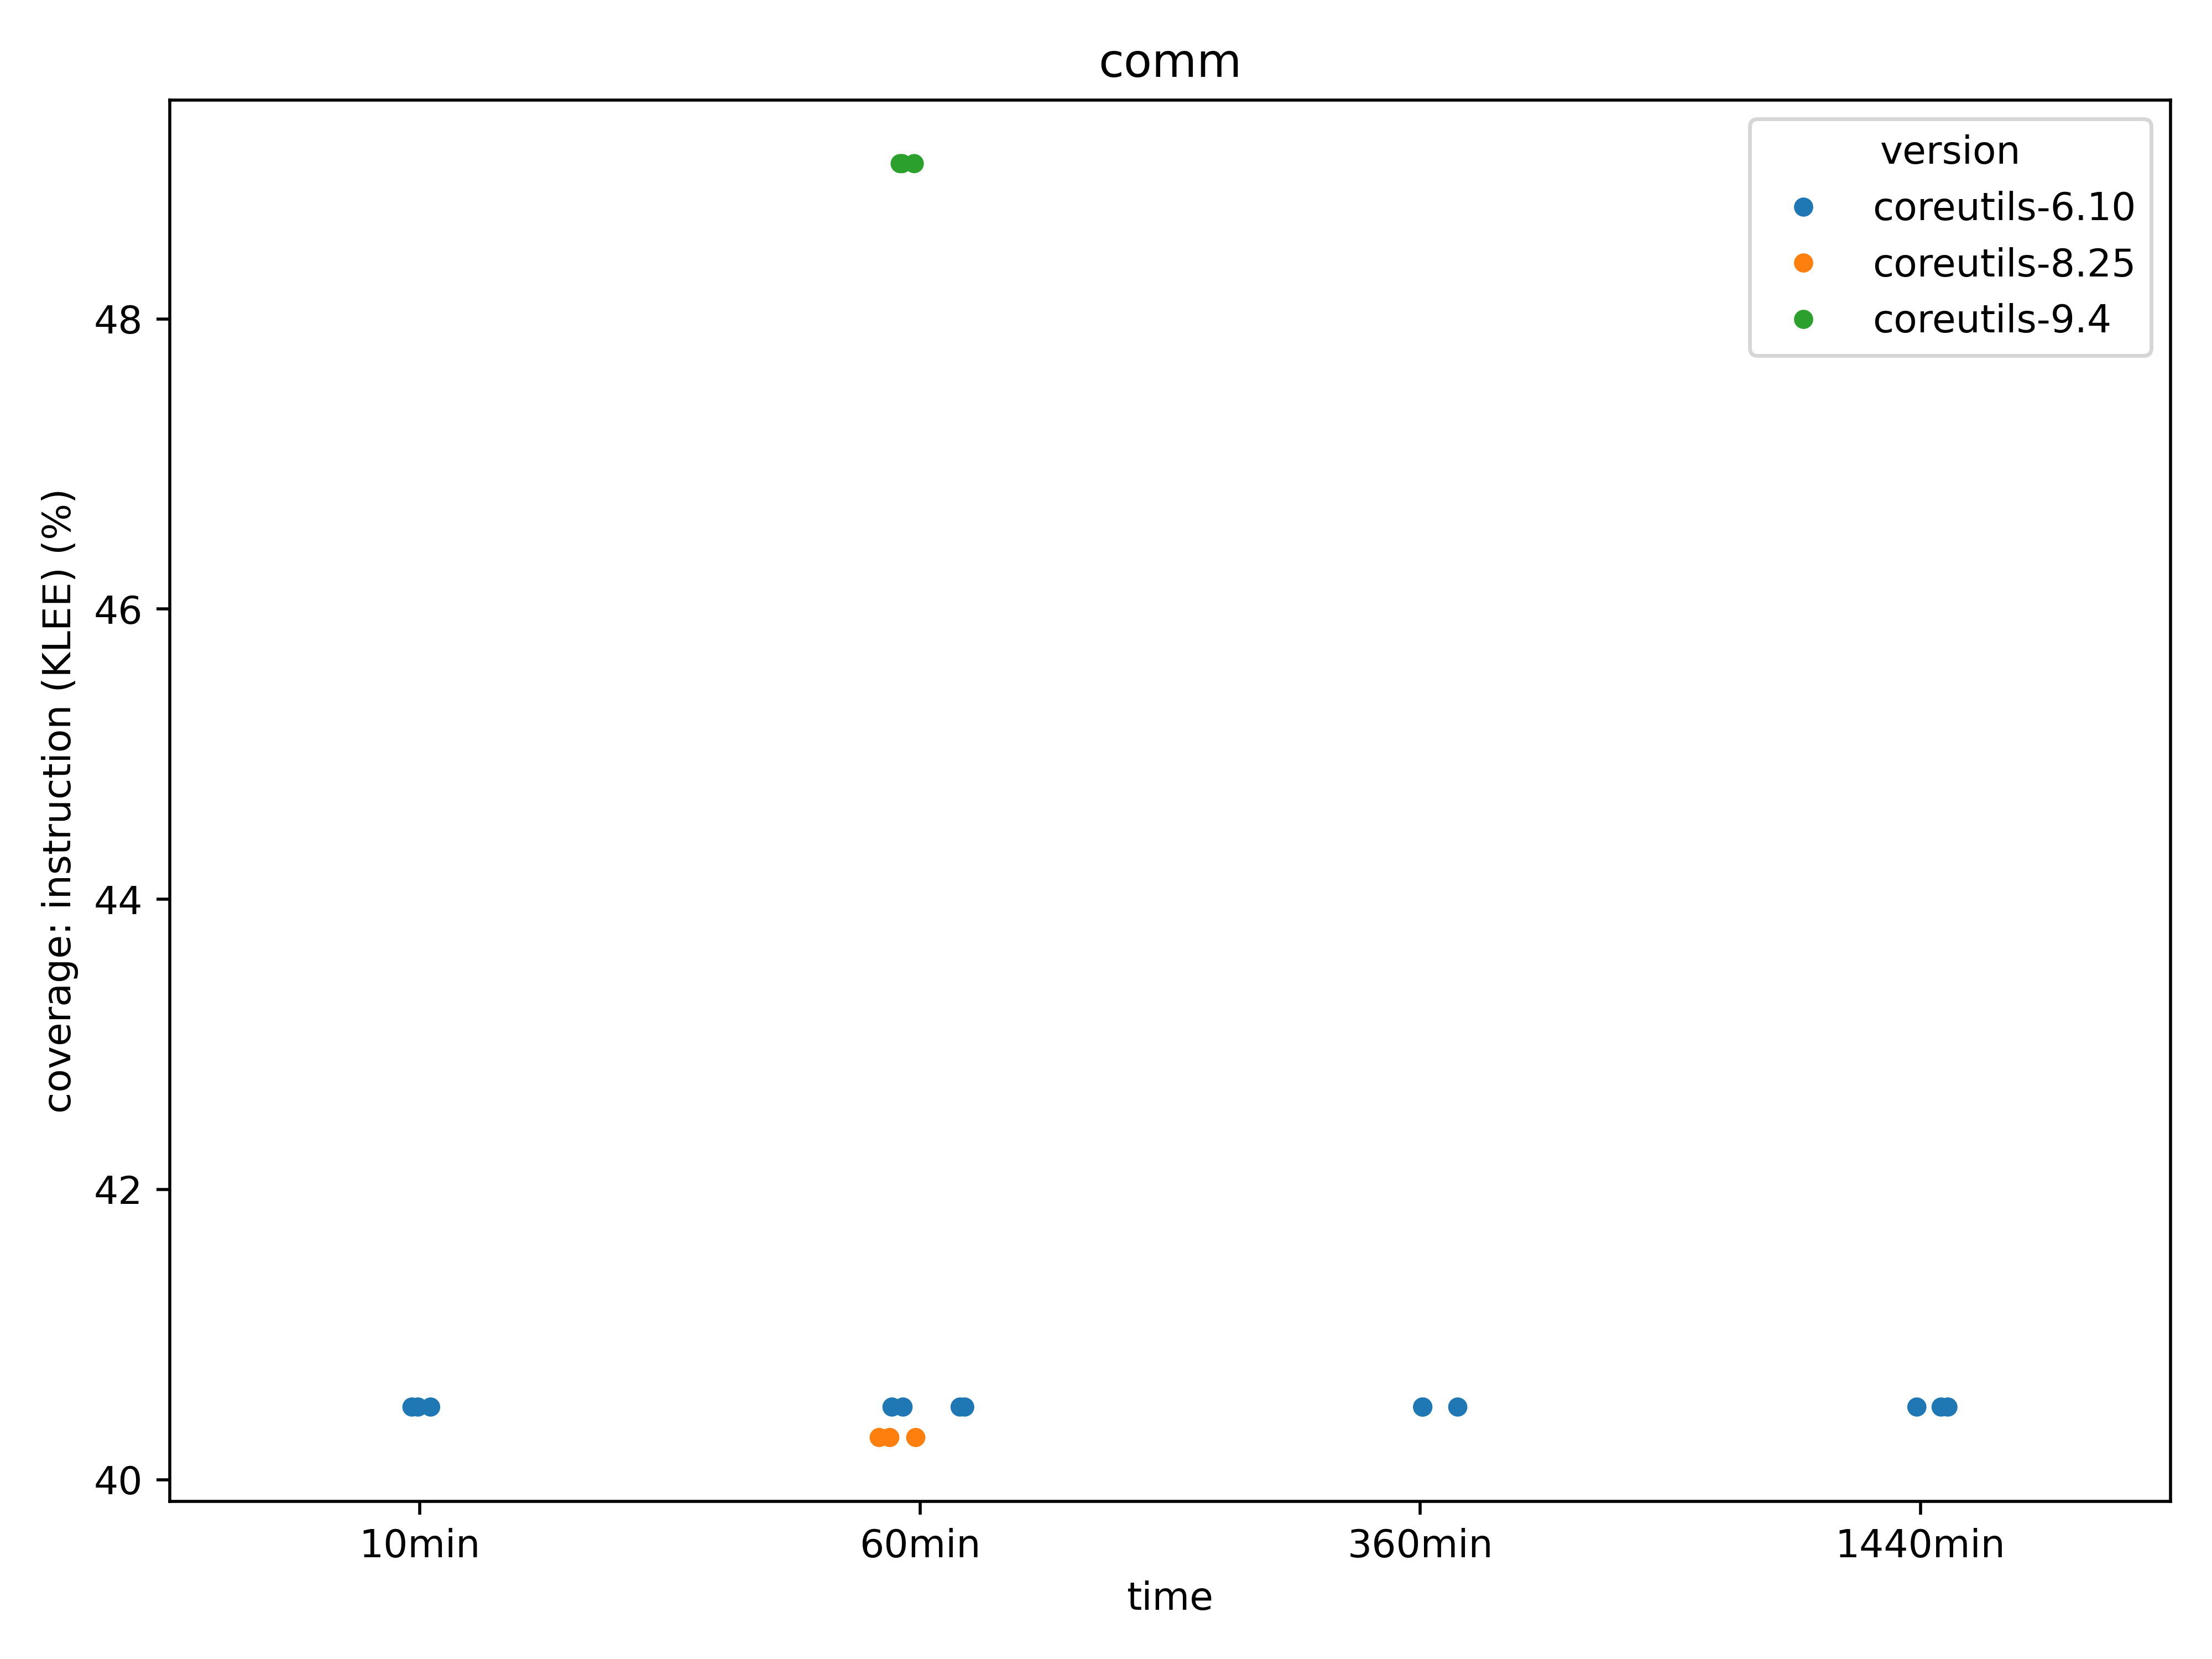 comm
version
coreutils-6.10
coreutils-8.25
coreutils-9.4
coverage: instruction (KLEE) (%)
48
46
44
42
40
10min 60min 360min 1440min
time